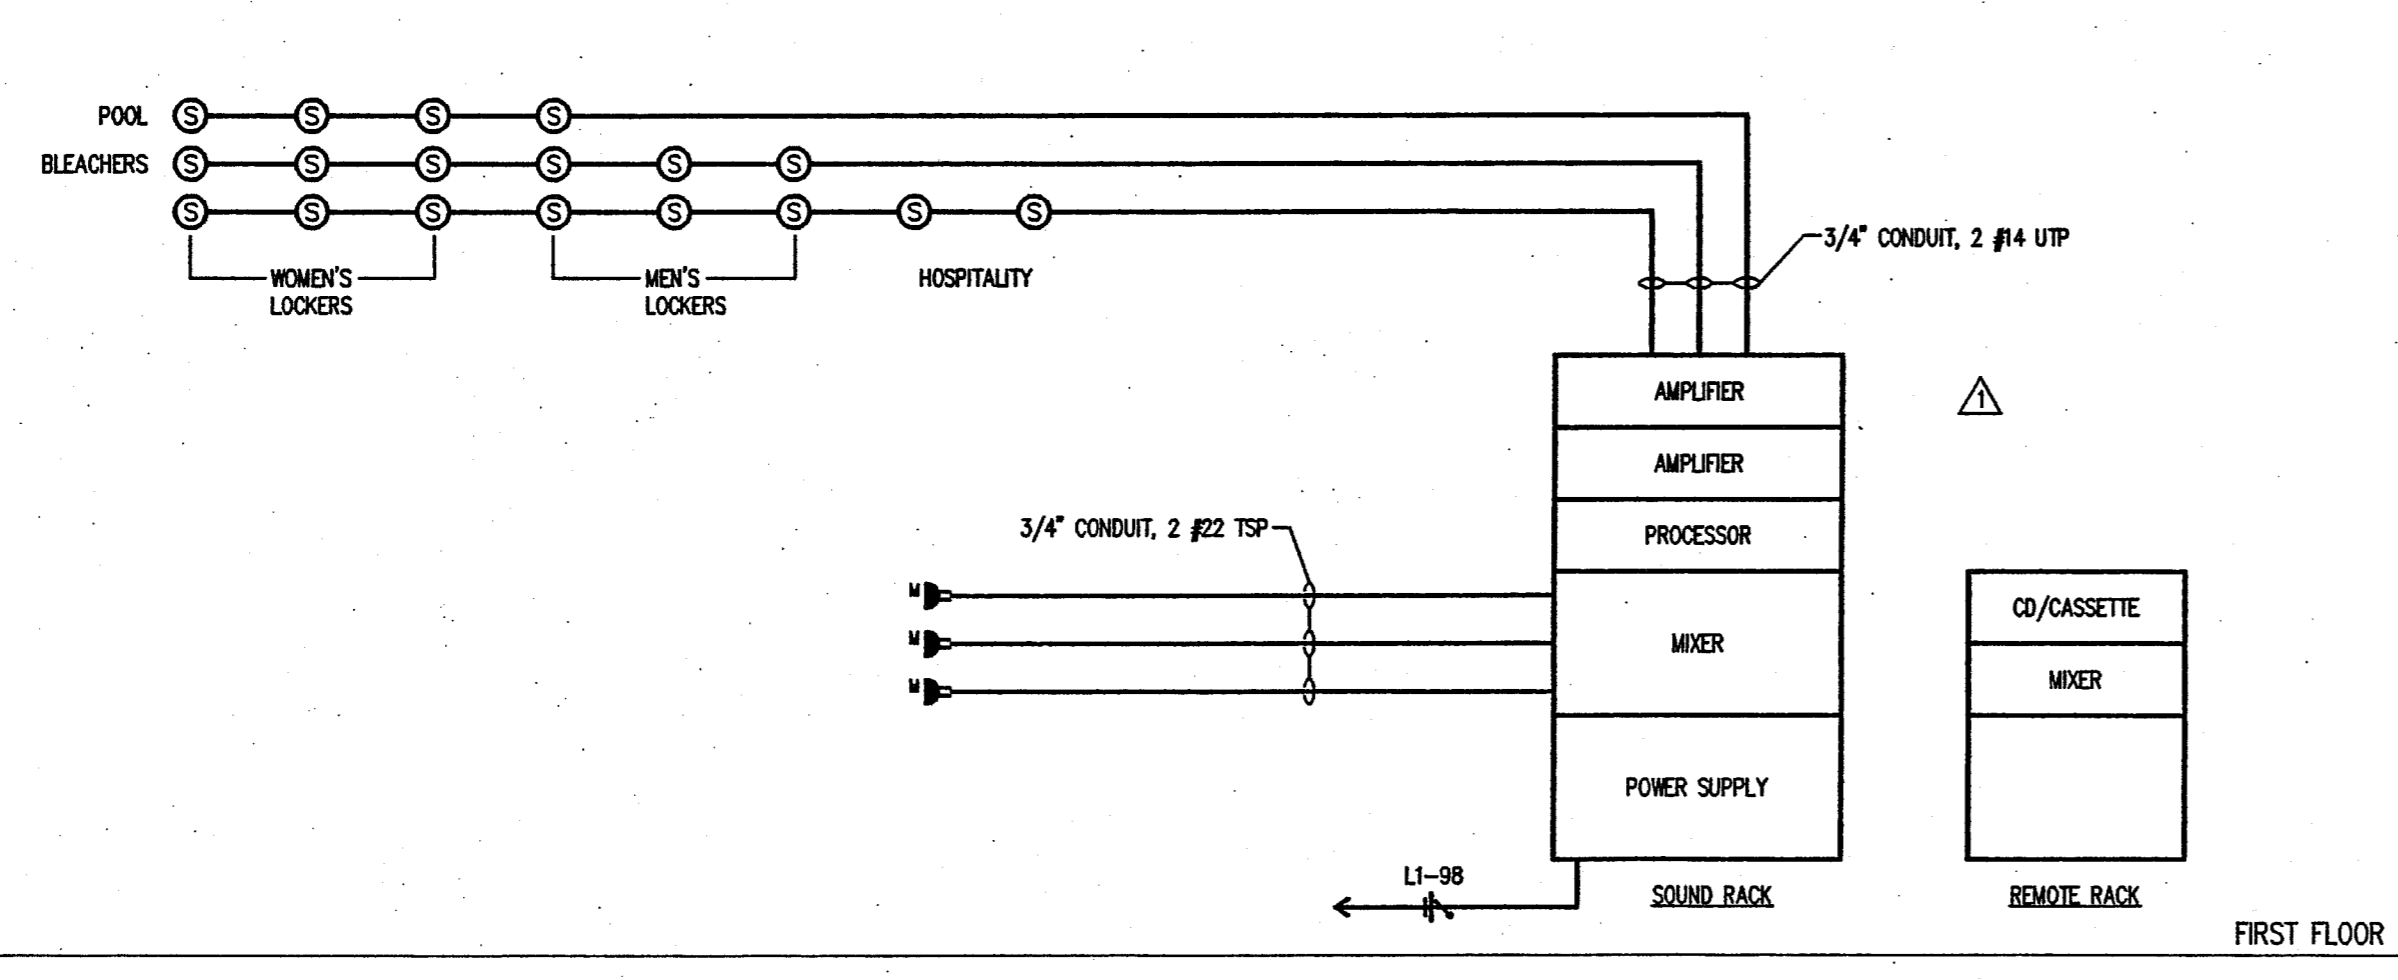 POOL S S S S
BLEACHERS S S S S S S
S S S S S S S S
WOMEN'S
LOCKERS
MEN'S
LOCKERS
HOSPITALITY
3/4" CONDUIT, 2 #14 UTP
AMPLIFIER
1
AMPLIFIER
3/4" CONDUIT, 2 #22 TSP
PROCESSOR
M
M
M
MIXER
CD/CASSETTE
MIXER
POWER SUPPLY
L1-98
SOUND RACK
REMOTE RACK
FIRST FLOOR